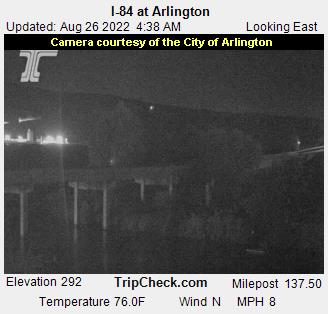 I-84 at Arlington
Updated: Aug 26 2022 4:38 AM Looking East
Camera courtesy of the City of Arlington
Elevation 292 TripCheck.com Milepost 137.50
Temperature 76.0F Wind N MPH 8